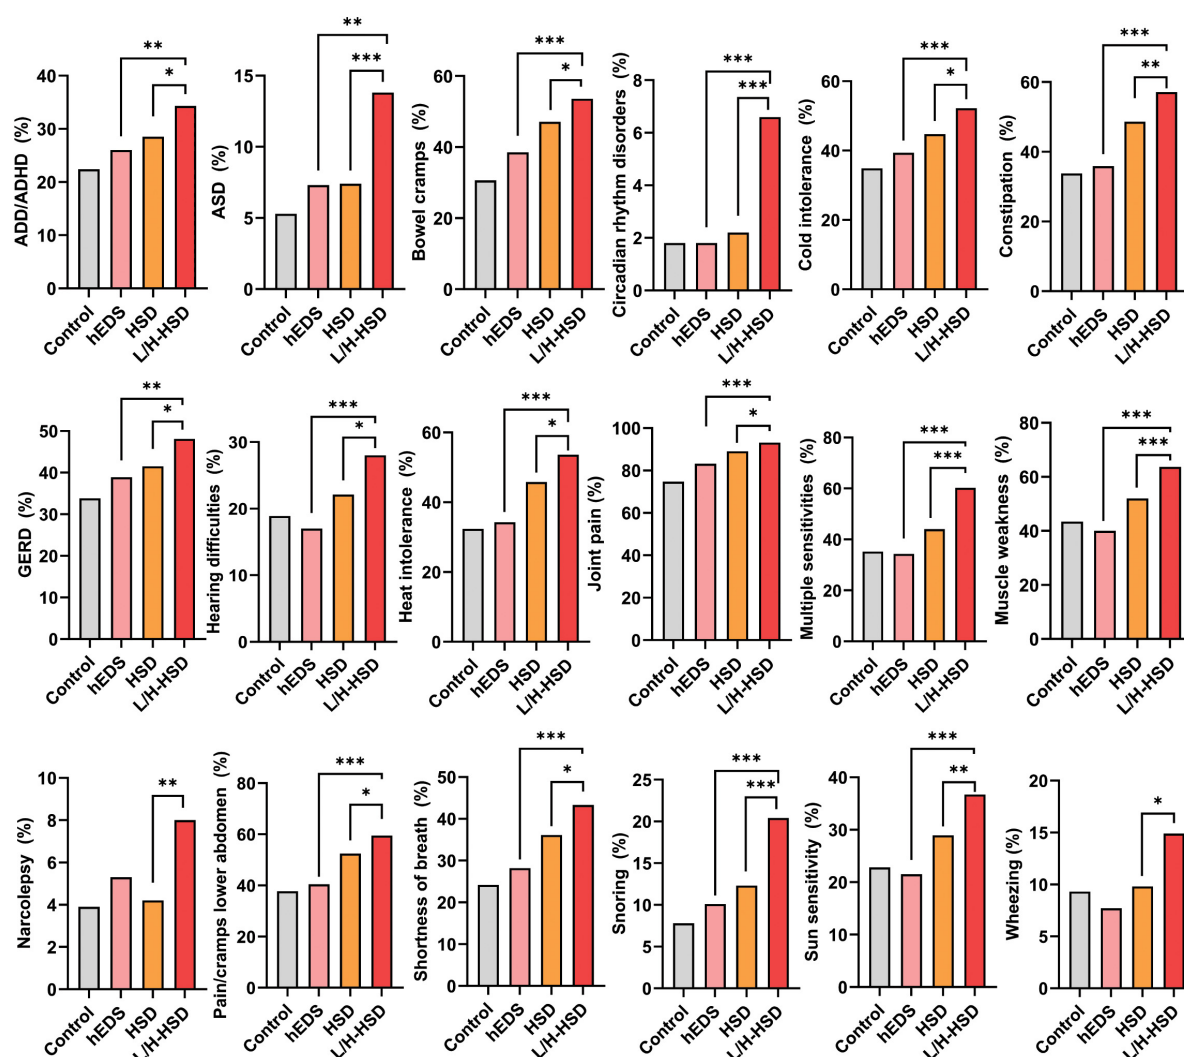 ** ** *** *** *** ***
* *** * *** * **
ADD/ADHD (%)
40
30
20
10
0
Control hEDS HSD L/H-HSD
ASD (%)
15
10
5
0
Control hEDS HSD L/H-HSD
Bowel cramps (%)
60
40
20
0
Control hEDS HSD L/H-HSD
Circadian rhythm disorders (%)
8
6
4
2
0
Control hEDS HSD L/H-HSD
Cold intolerance (%)
60
40
20
0
Control hEDS HSD L/H-HSD
Constipation (%)
60
40
20
0
Control hEDS HSD L/H-HSD
** *** *** *** *** ***
* * * * *** ***
GERD (%)
50
40
30
20
10
0
Control hEDS HSD L/H-HSD
Hearing difficulties (%)
30
20
10
0
Control hEDS HSD L/H-HSD
Heat intolerance (%)
60
40
20
0
Control hEDS HSD L/H-HSD
Joint pain (%)
100
80
60
40
20
0
Control hEDS HSD L/H-HSD
Multiple sensitivities (%)
80
60
40
20
0
Control hEDS HSD L/H-HSD
Muscle weakness (%)
80
60
40
20
0
Control hEDS HSD L/H-HSD
*** *** *** ***
** * * *** ** *
Narcolepsy (%)
10
8
6
4
2
0
Control hEDS HSD L/H-HSD
Pain/cramps lower abdomen (%)
80
60
40
20
0
Control hEDS HSD L/H-HSD
Shortness of breath (%)
50
40
30
20
10
0
Control hEDS HSD L/H-HSD
Snoring (%)
25
20
15
10
5
0
Control hEDS HSD L/H-HSD
Sun sensitivity (%)
40
30
20
10
0
Control hEDS HSD L/H-HSD
Wheezing (%)
20
15
10
5
0
Control hEDS HSD L/H-HSD